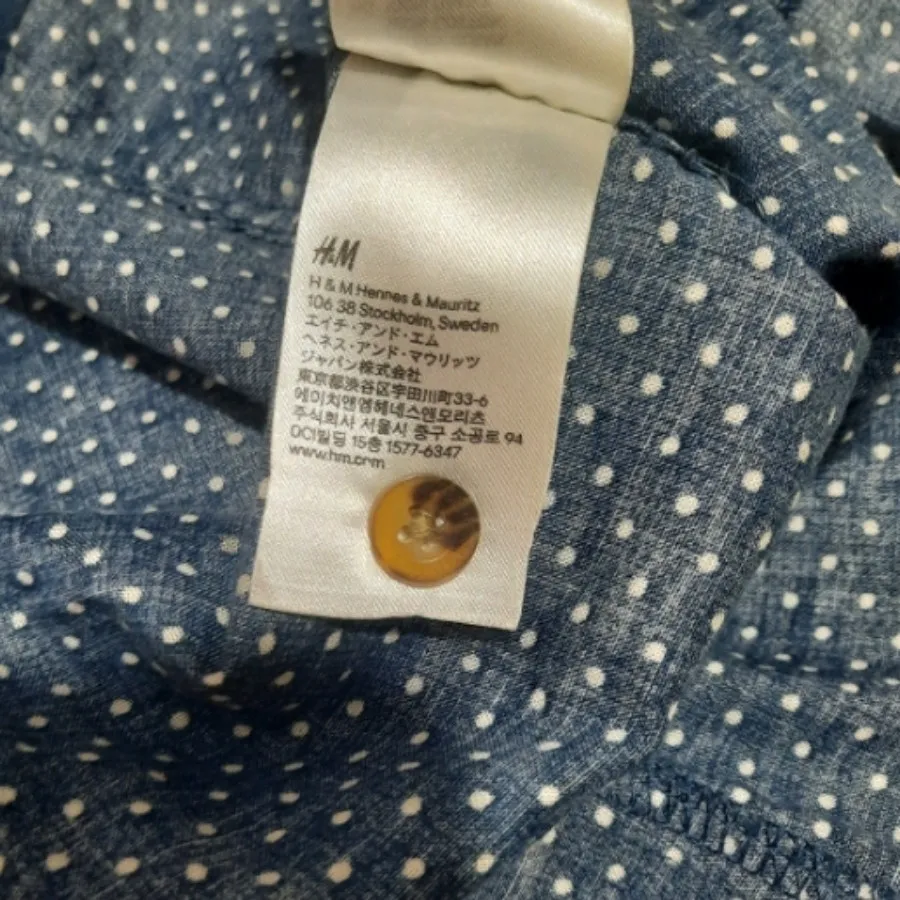 H&M
H & M Hennes & Mauritz
106 38 Stockholm, Sweden
エイチ・アンド・エム
ヘネス・アンド・マウリッツ
ジャパン株式会社
東京都渋谷区宇田川町33-6
에이치앤엠헤네스앤모리츠
주식회사 서울시 중구 소공로 94
OCI빌딩 15층 1577-6347
www.hm.com